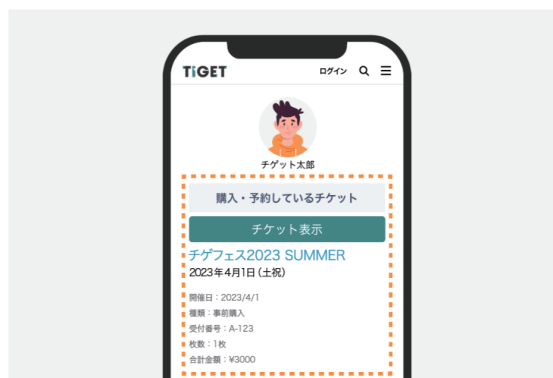 TiGET ログイン
チゲット太郎
購入・予約しているチケット
チケット表示
チゲフェス2023 SUMMER
2023年4月1日（土祝）
開催日：2023/4/1
種類：事前購入
受付番号：A-123
枚数：1枚
合計金額：¥3000